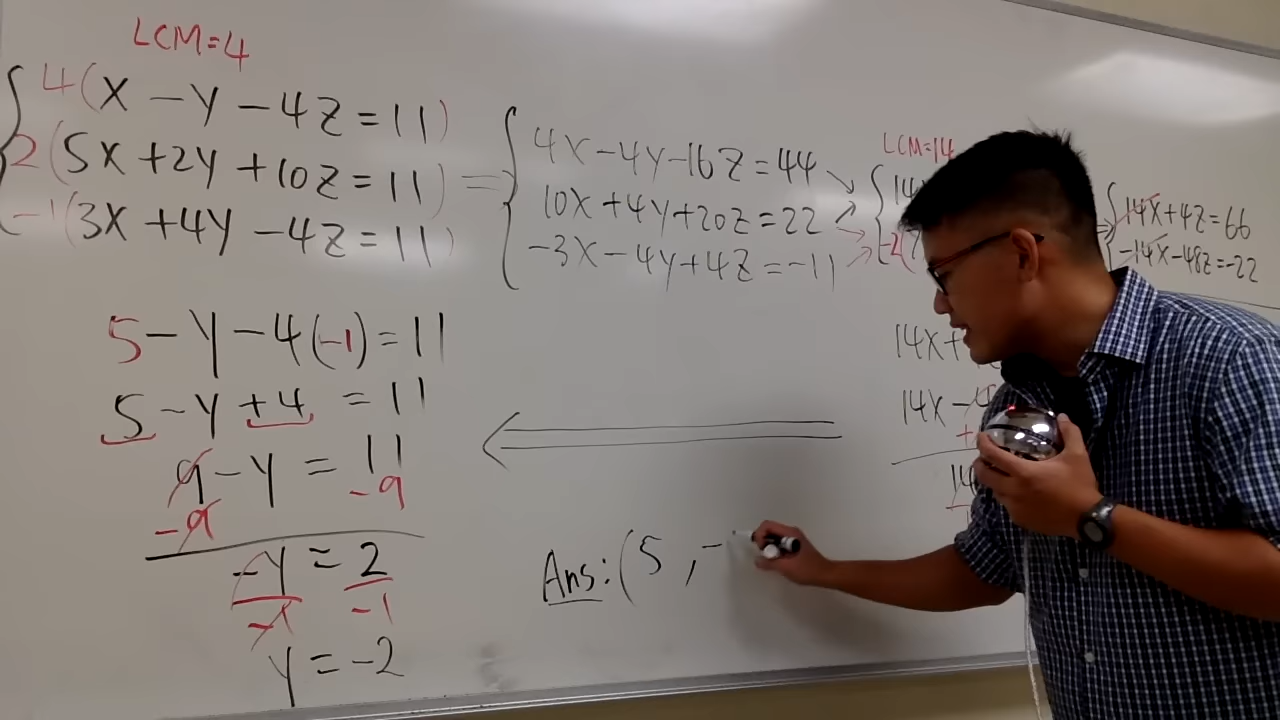 LCM=4
4(X - Y - 4Z = 11)
2(5X + 2Y + 10Z = 11)
-1(3X + 4Y - 4Z = 11)
=
4X - 4Y - 16Z = 44
10X + 4Y + 20Z = 22
-3X - 4Y + 4Z = -11
LCM=14
14
-2(
14X + 4Z = 66
-14X - 48Z = -22
14X +
14X -
+
14
5 - Y - 4(-1) = 11
5 - Y + 4 = 11
9 - Y = 11
-9 -9
-Y = 2
-1 -1
Y = -2
Ans: (5, -